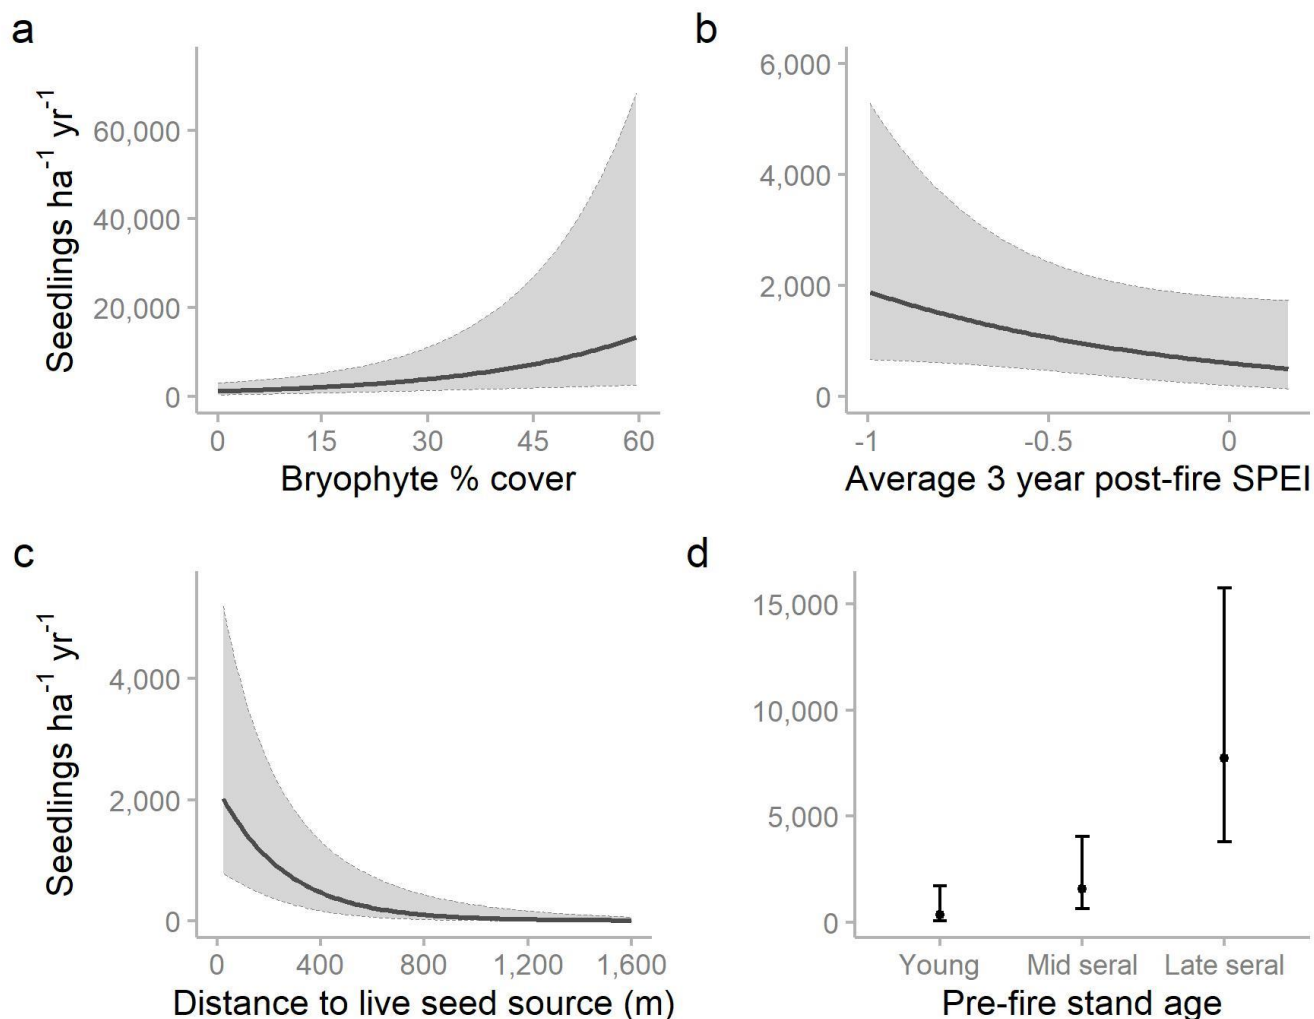 a
Seedlings ha⁻¹ yr⁻¹
60,000
40,000
20,000
0
0 15 30 45 60
Bryophyte % cover
b
6,000
4,000
2,000
0
-1 -0.5 0
Average 3 year post-fire SPEI
c
Seedlings ha⁻¹ yr⁻¹
4,000
2,000
0
0 400 800 1,200 1,600
Distance to live seed source (m)
d
15,000
10,000
5,000
0
Young Mid seral Late seral
Pre-fire stand age